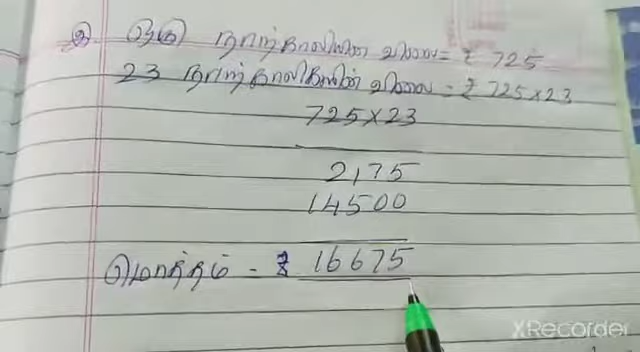 ஒரு நாற்காலியின் விலை = ₹ 725
23 நாற்காலிகளின் விலை = ₹ 725×23
725×23
2175
14500
மொத்தம் - ₹ 16675
XRecorder